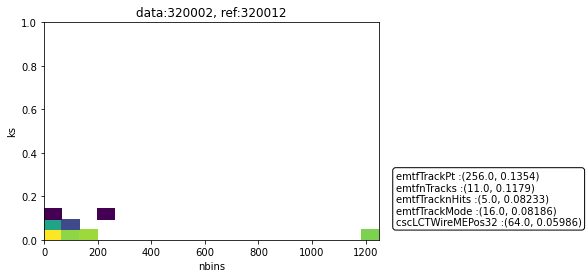 data:320002, ref:320012
1.0
0.8
0.6
0.4
0.2
0.0
ks
0
200
400
600
800
1000
1200
nbins
emtfTrackPt :(256.0, 0.1354)
emtfnTracks :(11.0, 0.1179)
emtfTracknHits :(5.0, 0.08233)
emtfTrackMode :(16.0, 0.08186)
cscLCTWireMEPos32 :(64.0, 0.05986)